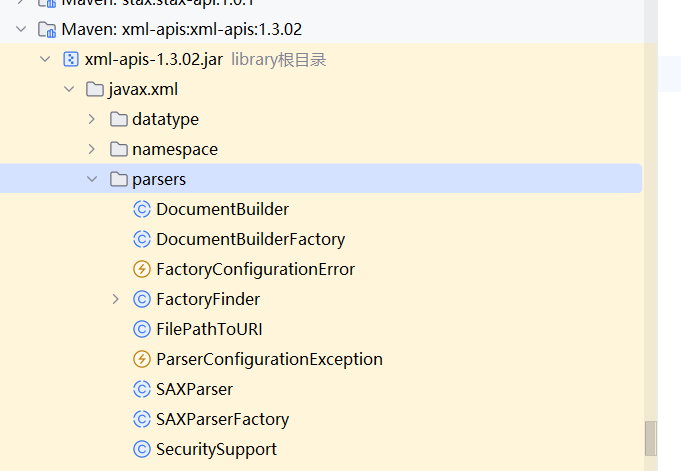 Maven: stax:stax-api:1.0.1
Maven: xml-apis:xml-apis:1.3.02
xml-apis-1.3.02.jar library根目录
javax.xml
datatype
namespace
parsers
DocumentBuilder
DocumentBuilderFactory
FactoryConfigurationError
FactoryFinder
FilePathToURI
ParserConfigurationException
SAXParser
SAXParserFactory
SecuritySupport